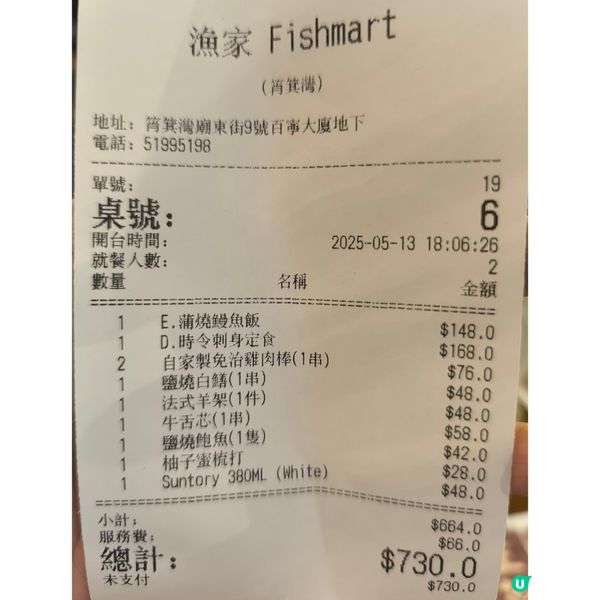 漁家 Fishmart
(筲箕灣)
地址: 筲箕灣廟東街9號百寧大廈地下
電話: 51995198
單號: 19
桌號: 6
開台時間: 2025-05-13 18:06:26
就餐人數: 2
數量 名稱 金額
1 E.蒲燒鰻魚飯 $148.0
1 D.時令刺身定食 $168.0
2 自家製免治雞肉棒(1串) $76.0
1 鹽燒白鱔(1串) $48.0
1 法式羊架(1件) $48.0
1 牛舌芯(1串) $58.0
1 鹽燒鮑魚(1隻) $42.0
1 柚子蜜梳打 $28.0
1 Suntory 380ML (White) $48.0
小計: $664.0
服務費: $66.0
總計: $730.0
未支付 $730.0
U